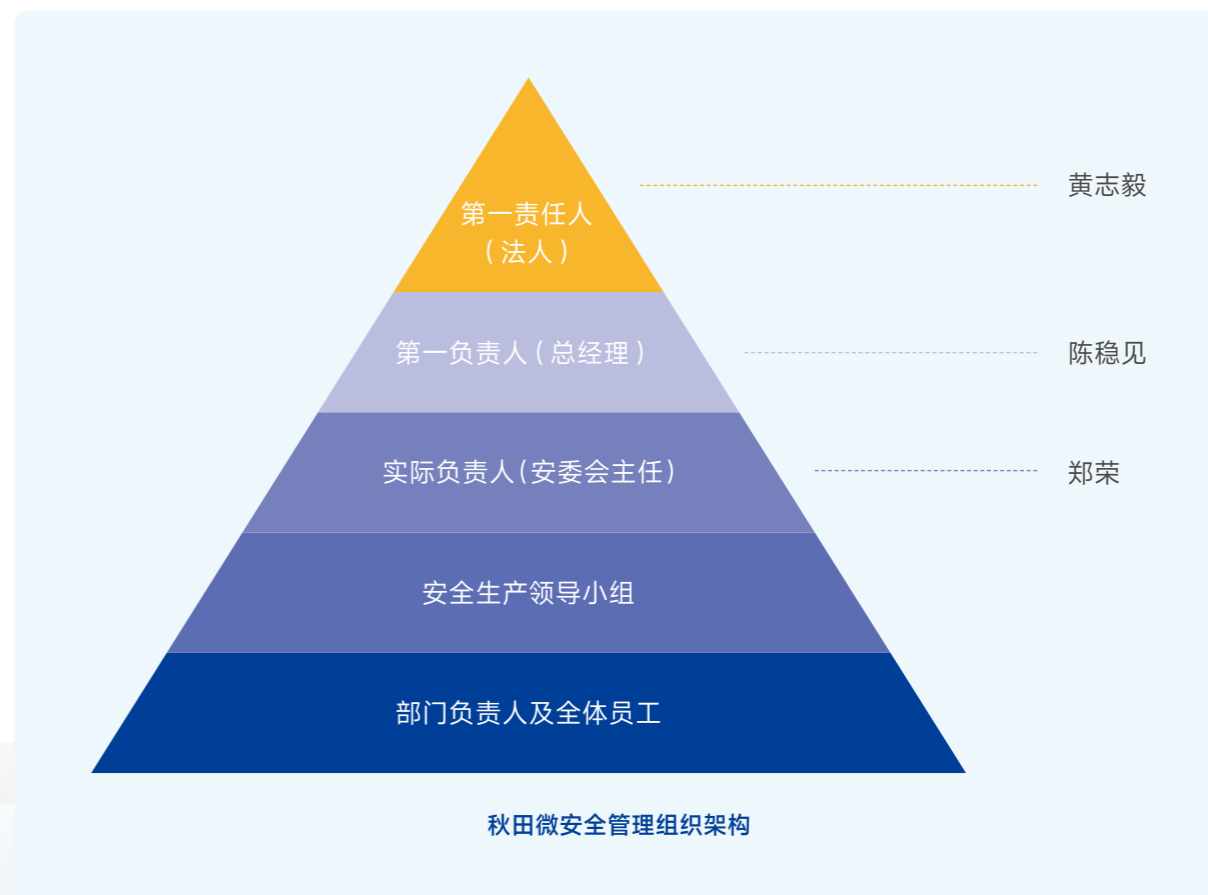 第一责任人
（法人）
黄志毅
第一负责人（总经理）
陈稳见
实际负责人（安委会主任）
郑荣
安全生产领导小组
部门负责人及全体员工
秋田微安全管理组织架构